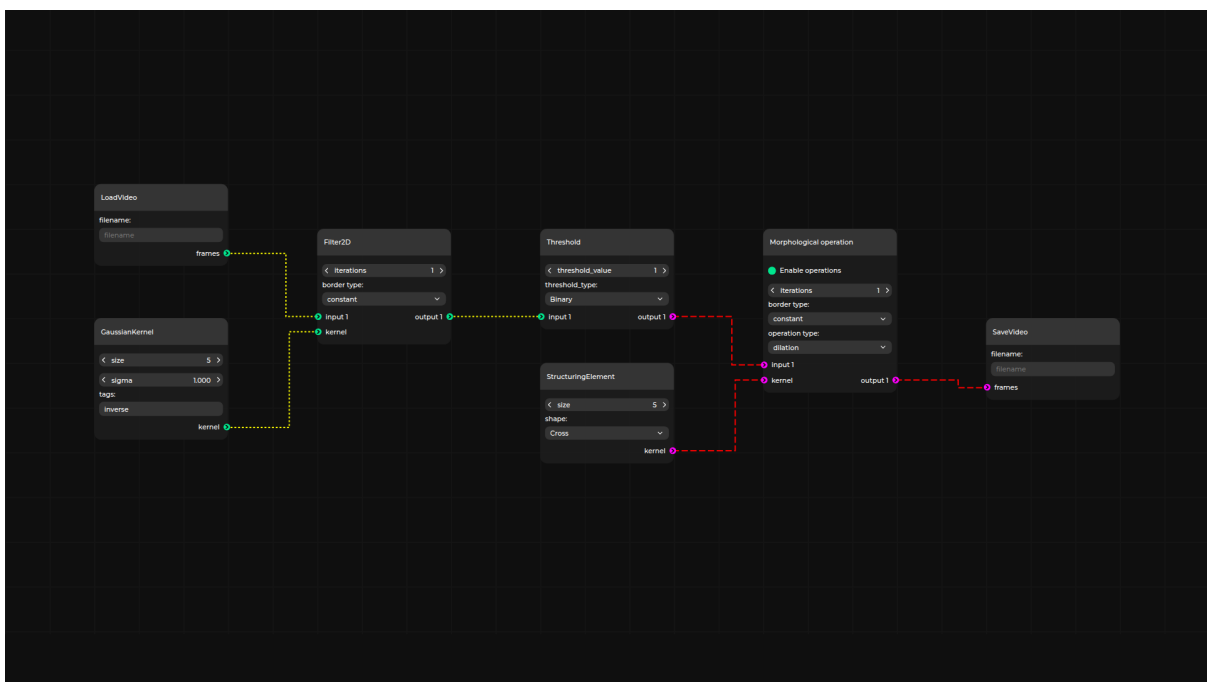 LoadVideo
filename:
filename
frames
GaussianKernel
size 5
sigma 1.000
tags:
inverse
kernel
Filter2D
iterations 1
border type:
constant
input 1 output 1
kernel
Threshold
threshold_value 1
threshold_type:
Binary
input 1 output 1
StructuringElement
size 5
shape:
Cross
kernel
Morphological operation
Enable operations
iterations 1
border type:
constant
operation type:
dilation
input 1
kernel output 1
SaveVideo
filename:
filename
frames